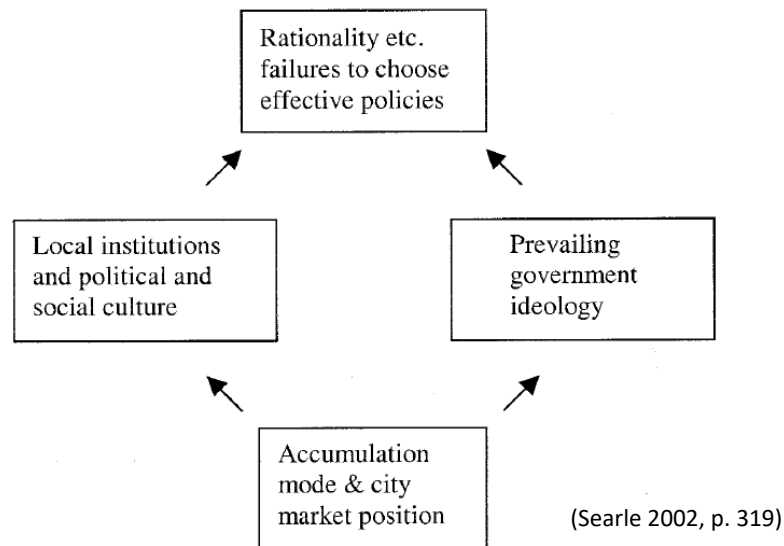 Rationality etc.
failures to choose
effective policies
Local institutions
and political and
social culture
Prevailing
government
ideology
Accumulation
mode & city
market position
(Searle 2002, p. 319)